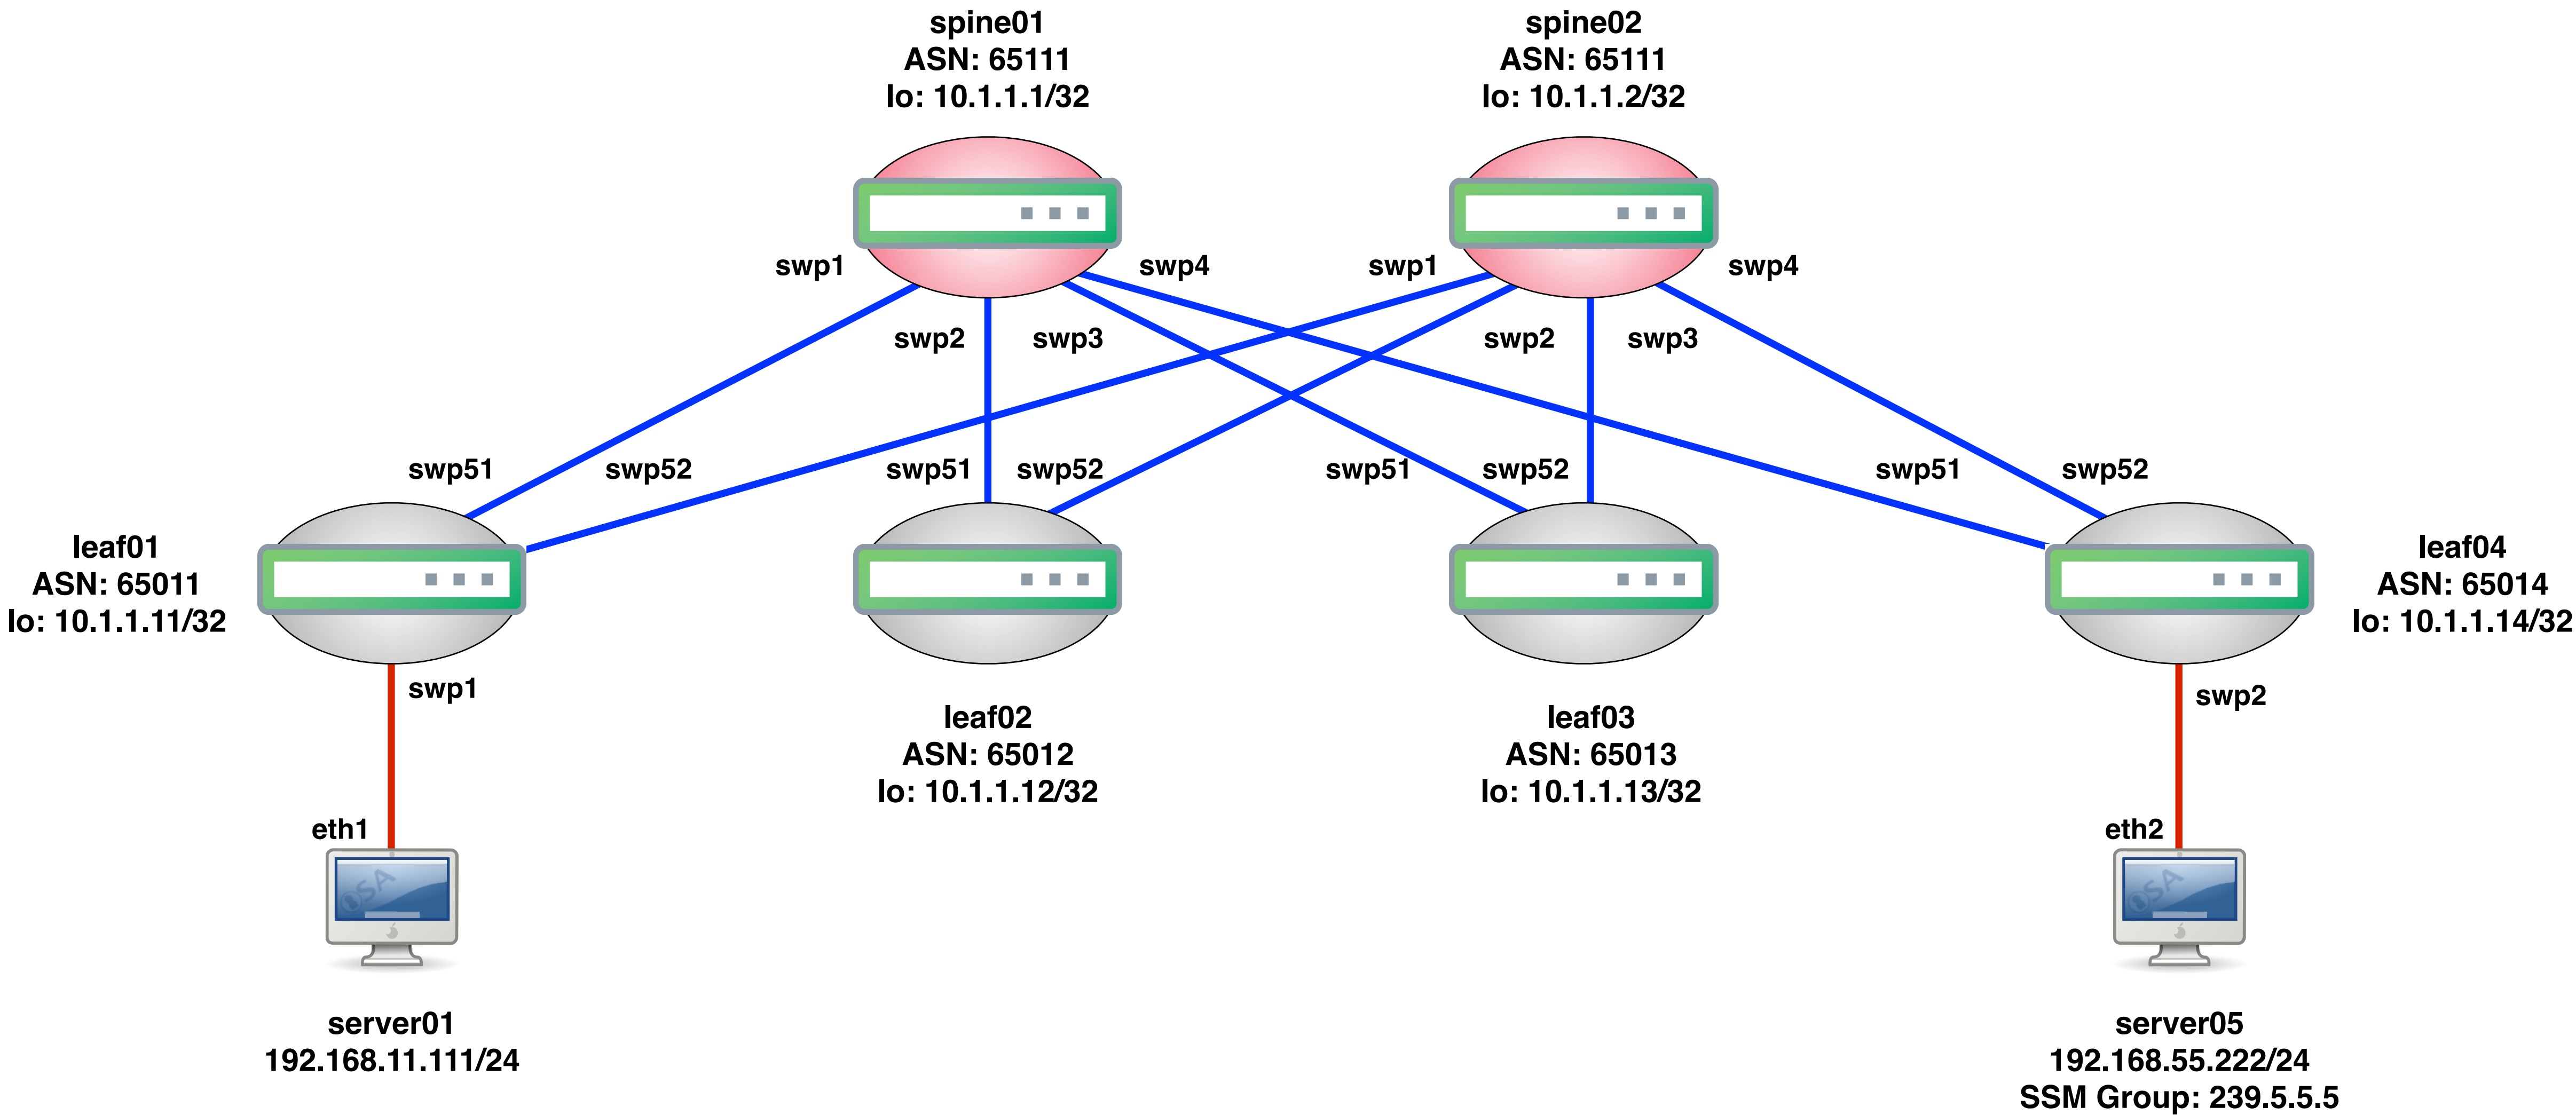 spine01
ASN: 65111
lo: 10.1.1.1/32
spine02
ASN: 65111
lo: 10.1.1.2/32
swp1
swp4
swp1
swp4
swp2
swp3
swp2
swp3
swp51
swp52
swp51
swp52
swp51
swp52
swp51
swp52
leaf01
ASN: 65011
lo: 10.1.1.11/32
leaf04
ASN: 65014
lo: 10.1.1.14/32
swp1
swp2
leaf02
ASN: 65012
lo: 10.1.1.12/32
leaf03
ASN: 65013
lo: 10.1.1.13/32
eth1
eth2
OSA
OSA
server01
192.168.11.111/24
server05
192.168.55.222/24
SSM Group: 239.5.5.5